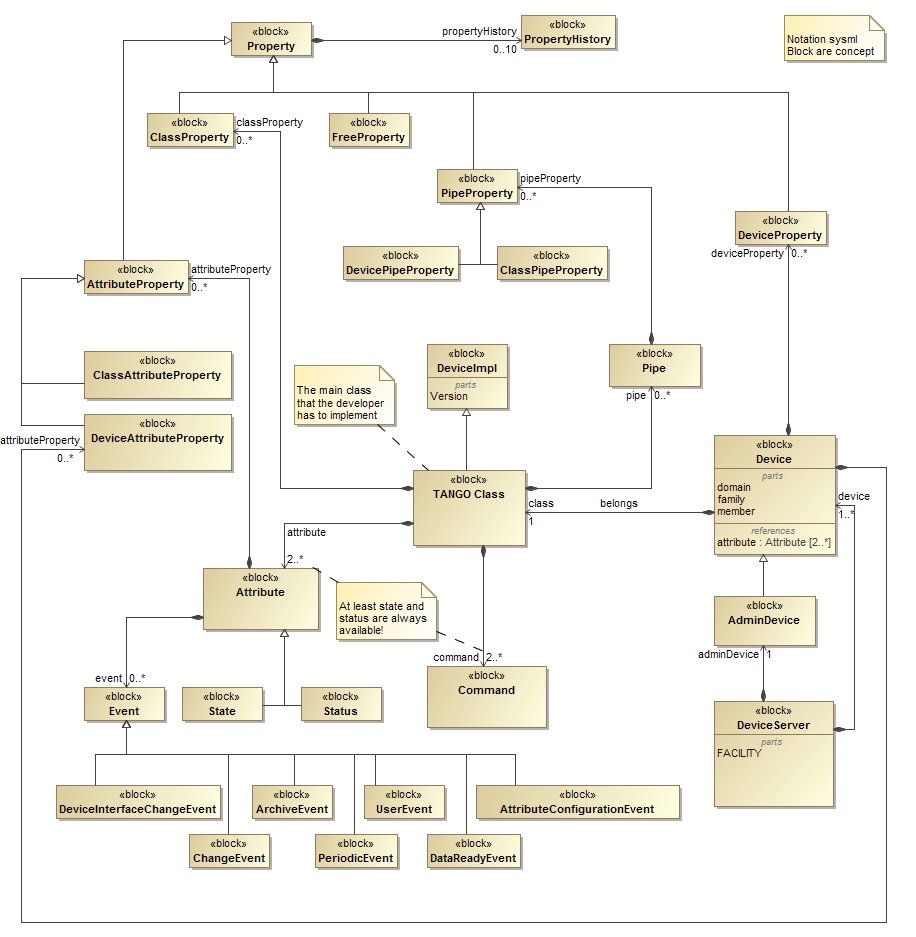 «block»
Property
propertyHistory
0..10
«block»
PropertyHistory
Notation sysml
Block are concept
«block»
ClassProperty
classProperty
0..*
«block»
FreeProperty
«block»
PipeProperty
pipeProperty
0..*
«block»
DeviceProperty
deviceProperty
0..*
«block»
DevicePipeProperty
«block»
ClassPipeProperty
«block»
AttributeProperty
attributeProperty
0..*
«block»
ClassAttributeProperty
«block»
DeviceAttributeProperty
attributeProperty
0..*
The main class
that the developer
has to implement
«block»
DeviceImpl
parts
Version
«block»
Pipe
pipe
0..*
«block»
TANGO Class
class
1
belongs
«block»
Device
parts
domain
family
member
references
attribute : Attribute [2..*]
device
1..*
attribute
2..*
«block»
Attribute
At least state and
status are always
available!
«block»
AdminDevice
adminDevice
1
command
2..*
«block»
Command
event
0..*
«block»
Event
«block»
State
«block»
Status
«block»
DeviceServer
parts
FACILITY
«block»
DeviceInterfaceChangeEvent
«block»
ArchiveEvent
«block»
UserEvent
«block»
AttributeConfigurationEvent
«block»
ChangeEvent
«block»
PeriodicEvent
«block»
DataReadyEvent